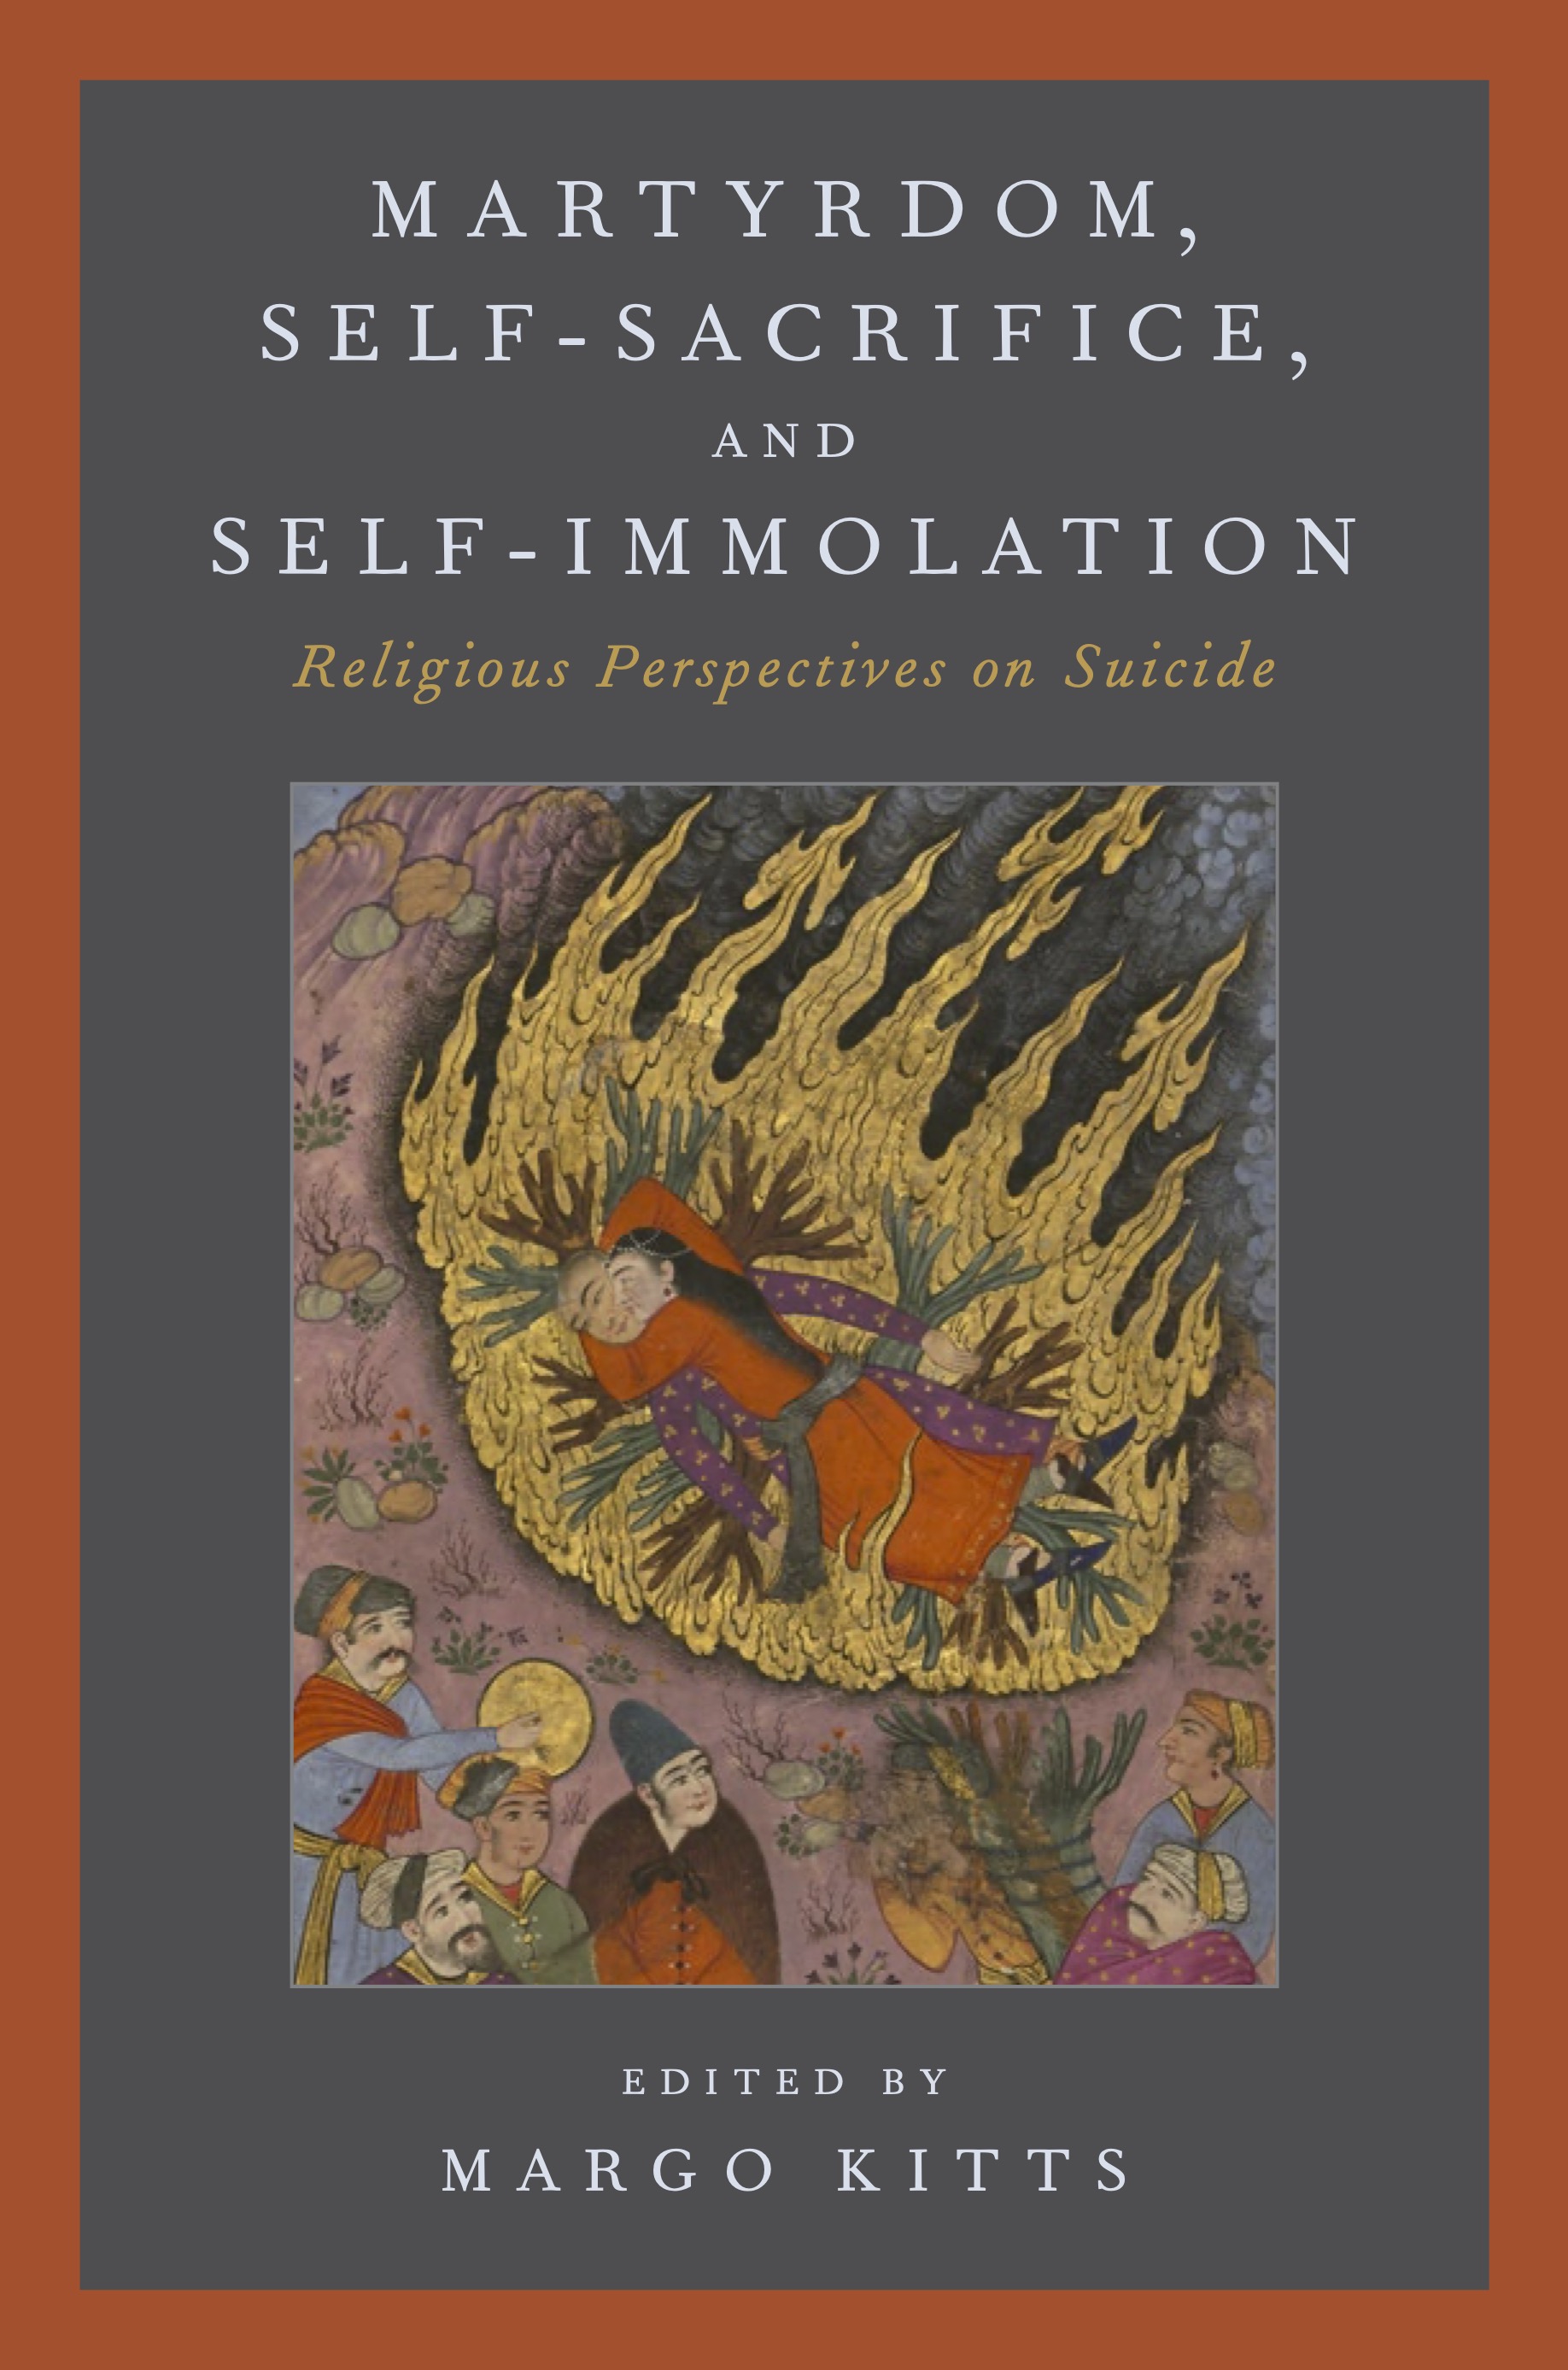 MARTYRDOM,
SELF-SACRIFICE,
AND
SELF-IMMOLATION
Religious Perspectives on Suicide
EDITED BY
MARGO KITTS